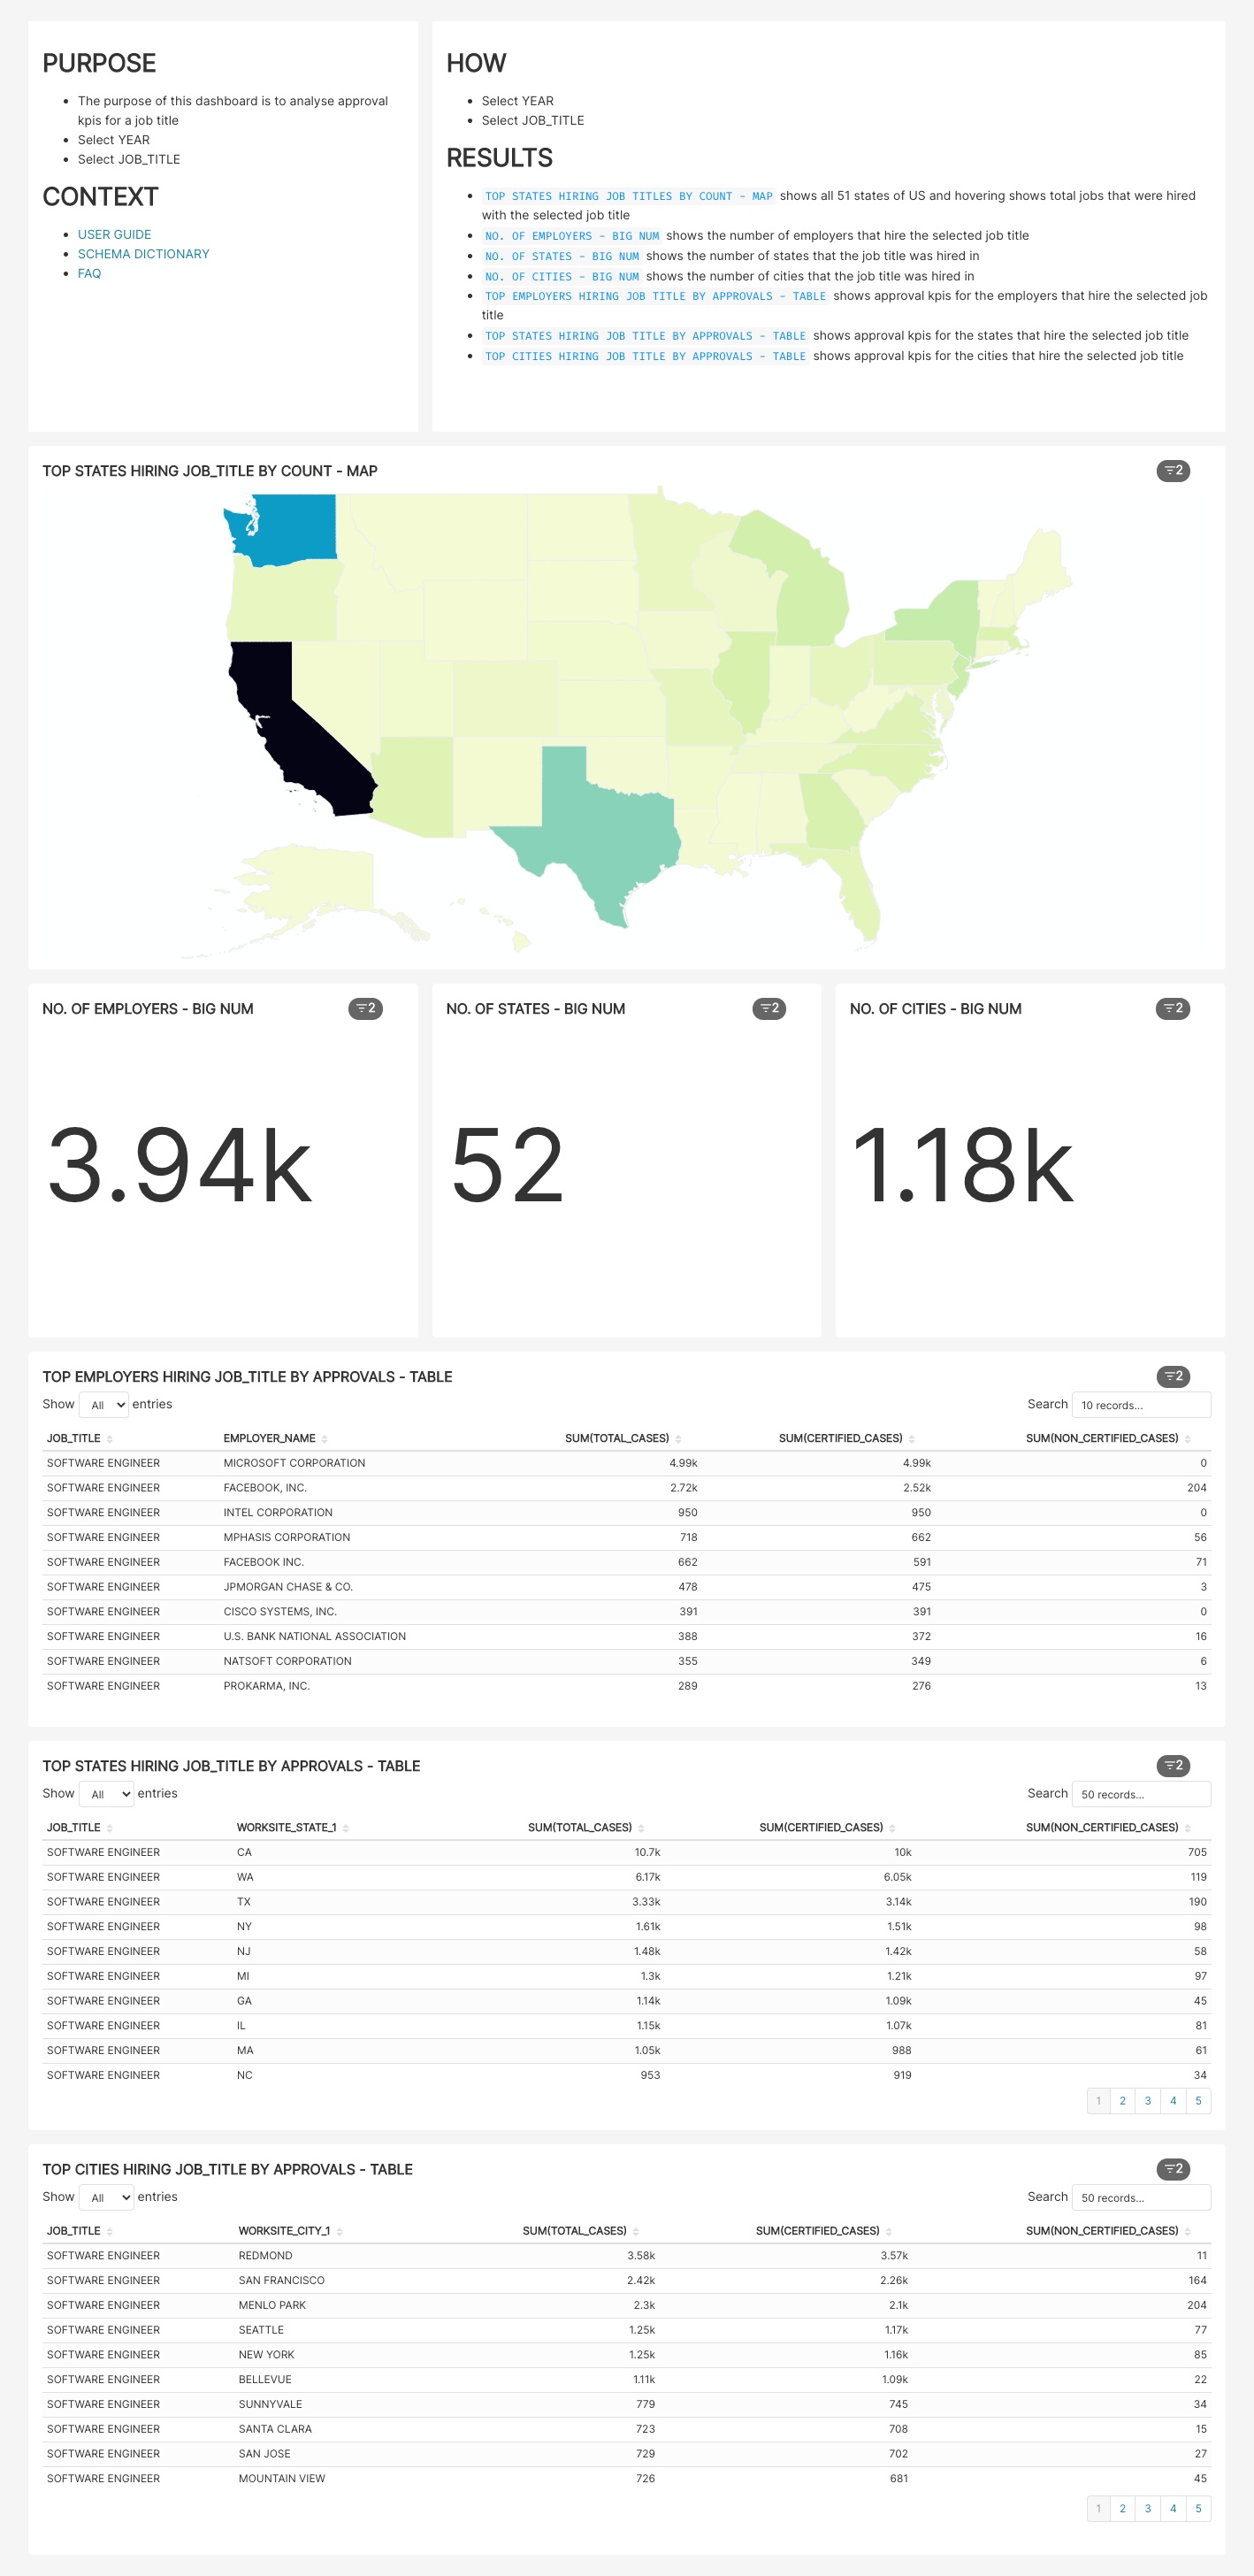 PURPOSE
The purpose of this dashboard is to analyse approval
kpis for a job title
Select YEAR
Select JOB_TITLE
CONTEXT
USER GUIDE
SCHEMA DICTIONARY
FAQ
HOW
Select YEAR
Select JOB_TITLE
RESULTS
TOP STATES HIRING JOB TITLES BY COUNT - MAP shows all 51 states of US and hovering shows total jobs that were hired
with the selected job title
NO. OF EMPLOYERS - BIG NUM shows the number of employers that hire the selected job title
NO. OF STATES - BIG NUM shows the number of states that the job title was hired in
NO. OF CITIES - BIG NUM shows the number of cities that the job title was hired in
TOP EMPLOYERS HIRING JOB TITLE BY APPROVALS - TABLE shows approval kpis for the employers that hire the selected job
title
TOP STATES HIRING JOB TITLE BY APPROVALS - TABLE shows approval kpis for the states that hire the selected job title
TOP CITIES HIRING JOB TITLE BY APPROVALS - TABLE shows approval kpis for the cities that hire the selected job title
TOP STATES HIRING JOB_TITLE BY COUNT - MAP 2
NO. OF EMPLOYERS - BIG NUM 2
3.94k
NO. OF STATES - BIG NUM 2
52
NO. OF CITIES - BIG NUM 2
1.18k
TOP EMPLOYERS HIRING JOB_TITLE BY APPROVALS - TABLE 2
Show All entries Search 10 records...
JOB_TITLE EMPLOYER_NAME SUM(TOTAL_CASES) SUM(CERTIFIED_CASES) SUM(NON_CERTIFIED_CASES)
SOFTWARE ENGINEER MICROSOFT CORPORATION 4.99k 4.99k 0
SOFTWARE ENGINEER FACEBOOK, INC. 2.72k 2.52k 204
SOFTWARE ENGINEER INTEL CORPORATION 950 950 0
SOFTWARE ENGINEER MPHASIS CORPORATION 718 662 56
SOFTWARE ENGINEER FACEBOOK INC. 662 591 71
SOFTWARE ENGINEER JPMORGAN CHASE & CO. 478 475 3
SOFTWARE ENGINEER CISCO SYSTEMS, INC. 391 391 0
SOFTWARE ENGINEER U.S. BANK NATIONAL ASSOCIATION 388 372 16
SOFTWARE ENGINEER NATSOFT CORPORATION 355 349 6
SOFTWARE ENGINEER PROKARMA, INC. 289 276 13
TOP STATES HIRING JOB_TITLE BY APPROVALS - TABLE 2
Show All entries Search 50 records...
JOB_TITLE WORKSITE_STATE_1 SUM(TOTAL_CASES) SUM(CERTIFIED_CASES) SUM(NON_CERTIFIED_CASES)
SOFTWARE ENGINEER CA 10.7k 10k 705
SOFTWARE ENGINEER WA 6.17k 6.05k 119
SOFTWARE ENGINEER TX 3.33k 3.14k 190
SOFTWARE ENGINEER NY 1.61k 1.51k 98
SOFTWARE ENGINEER NJ 1.48k 1.42k 58
SOFTWARE ENGINEER MI 1.3k 1.21k 97
SOFTWARE ENGINEER GA 1.14k 1.09k 45
SOFTWARE ENGINEER IL 1.15k 1.07k 81
SOFTWARE ENGINEER MA 1.05k 988 61
SOFTWARE ENGINEER NC 953 919 34
1 2 3 4 5
TOP CITIES HIRING JOB_TITLE BY APPROVALS - TABLE 2
Show All entries Search 50 records...
JOB_TITLE WORKSITE_CITY_1 SUM(TOTAL_CASES) SUM(CERTIFIED_CASES) SUM(NON_CERTIFIED_CASES)
SOFTWARE ENGINEER REDMOND 3.58k 3.57k 11
SOFTWARE ENGINEER SAN FRANCISCO 2.42k 2.26k 164
SOFTWARE ENGINEER MENLO PARK 2.3k 2.1k 204
SOFTWARE ENGINEER SEATTLE 1.25k 1.17k 77
SOFTWARE ENGINEER NEW YORK 1.25k 1.16k 85
SOFTWARE ENGINEER BELLEVUE 1.11k 1.09k 22
SOFTWARE ENGINEER SUNNYVALE 779 745 34
SOFTWARE ENGINEER SANTA CLARA 723 708 15
SOFTWARE ENGINEER SAN JOSE 729 702 27
SOFTWARE ENGINEER MOUNTAIN VIEW 726 681 45
1 2 3 4 5